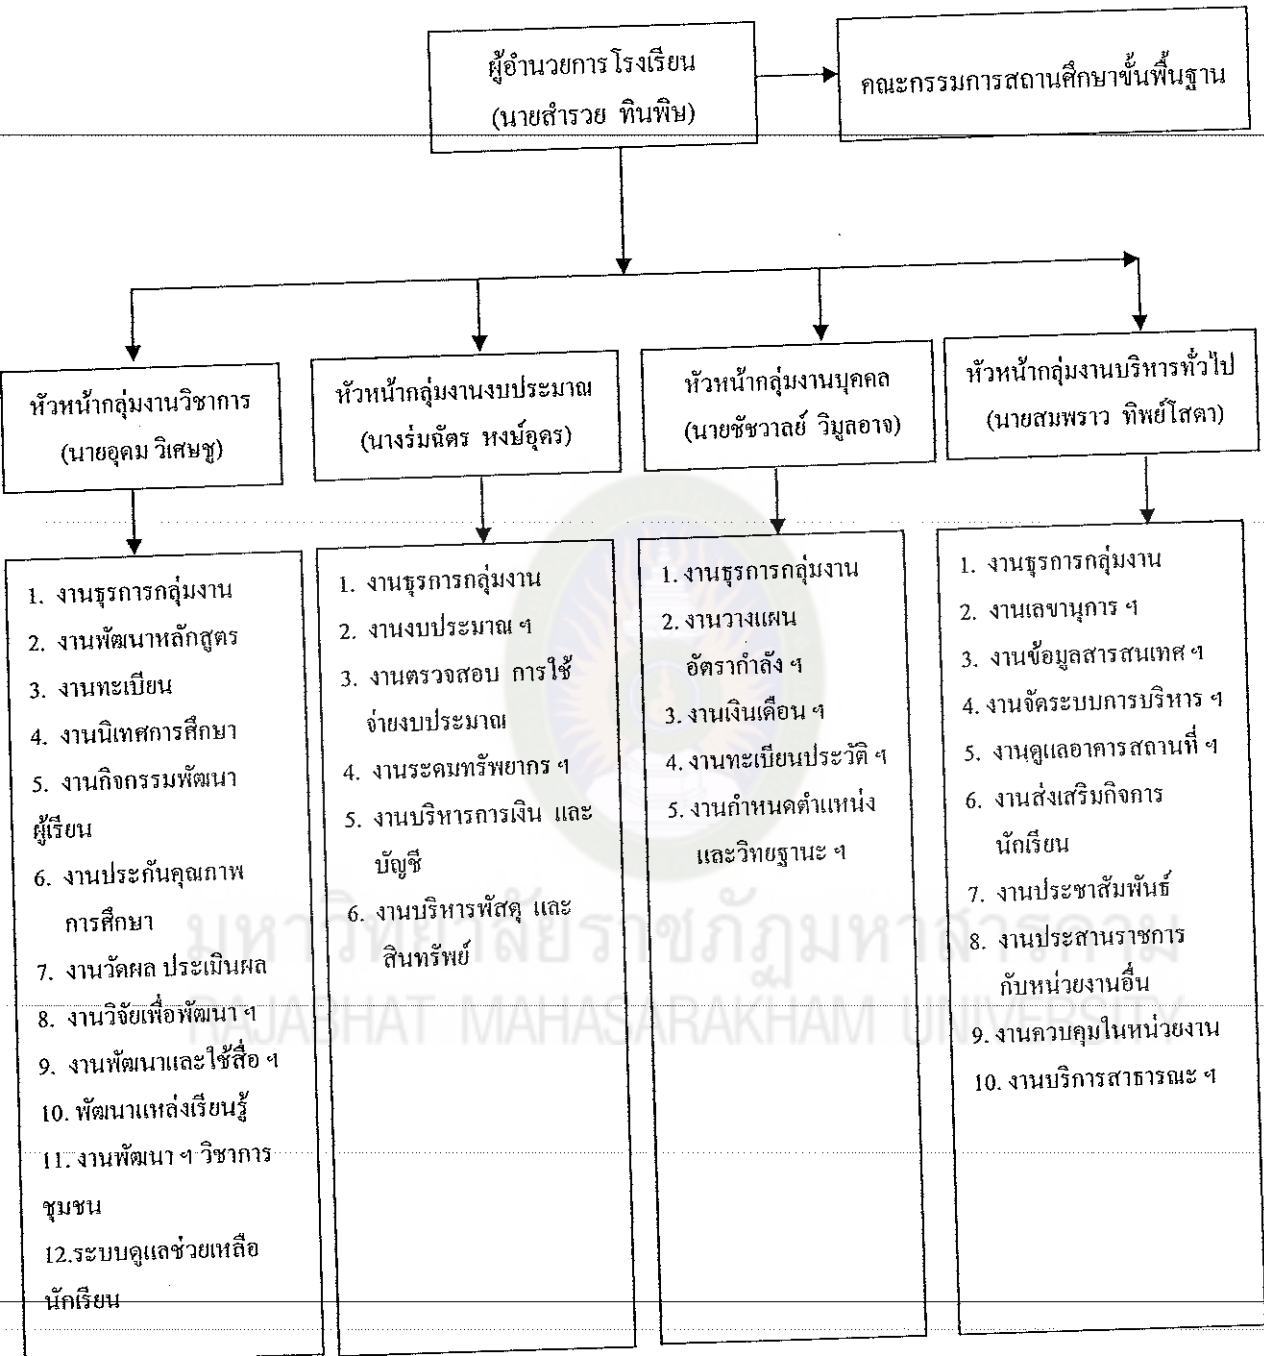 ผู้อำนวยการโรงเรียน
(นายสำรวย ทินพิษ)
คณะกรรมการสถานศึกษาขั้นพื้นฐาน
หัวหน้ากลุ่มงานวิชาการ
(นายอุดม วิเศษชู)
หัวหน้ากลุ่มงานงบประมาณ
(นางร่มฉัตร หงษ์อุดร)
หัวหน้ากลุ่มงานบุคคล
(นายชัชวาลย์ วิมูลอาจ)
หัวหน้ากลุ่มงานบริหารทั่วไป
(นายสมพราว ทิพย์โสตา)
1. งานธุรการกลุ่มงาน
2. งานพัฒนาหลักสูตร
3. งานทะเบียน
4. งานนิเทศการศึกษา
5. งานกิจกรรมพัฒนา
ผู้เรียน
6. งานประกันคุณภาพ
การศึกษา
7. งานวัดผล ประเมินผล
8. งานวิจัยเพื่อพัฒนา ฯ
9. งานพัฒนาและใช้สื่อ ฯ
10. พัฒนาแหล่งเรียนรู้
11. งานพัฒนา ฯ วิชาการ
ชุมชน
12.ระบบดูแลช่วยเหลือ
นักเรียน
1. งานธุรการกลุ่มงาน
2. งานงบประมาณ ฯ
3. งานตรวจสอบ การใช้
จ่ายงบประมาณ
4. งานระดมทรัพยากร ฯ
5. งานบริหารการเงิน และ
บัญชี
6. งานบริหารพัสดุ และ
สินทรัพย์
1. งานธุรการกลุ่มงาน
2. งานวางแผน
อัตรากำลัง ฯ
3. งานเงินเดือน ฯ
4. งานทะเบียนประวัติ ฯ
5. งานกำหนดตำแหน่ง
และวิทยฐานะ ฯ
1. งานธุรการกลุ่มงาน
2. งานเลขานุการ ฯ
3. งานข้อมูลสารสนเทศ ฯ
4. งานจัดระบบการบริหาร ฯ
5. งานดูแลอาคารสถานที่ ฯ
6. งานส่งเสริมกิจการ
นักเรียน
7. งานประชาสัมพันธ์
8. งานประสานราชการ
กับหน่วยงานอื่น
9. งานควบคุมในหน่วยงาน
10. งานบริการสาธารณะ ฯ
มหาวิทยาลัยราชภัฏมหาสารคาม
RAJABHAT MAHASARAKHAM UNIVERSITY